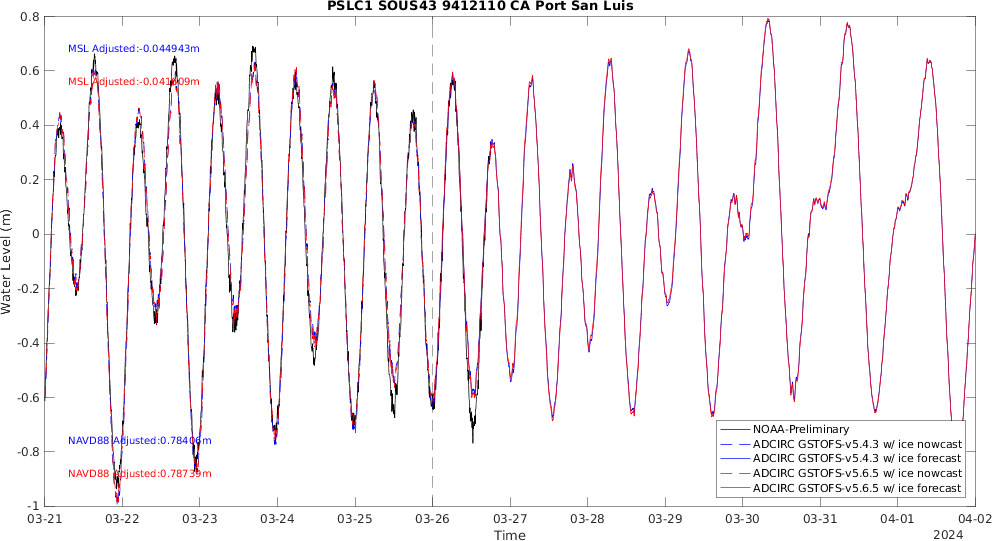 PSLC1 SOUS43 9412110 CA Port San Luis
0.8
MSL Adjusted:-0.044943m
0.6
0.4
0.2
0
-0.2
-0.4
-0.6
-0.8
-1
Water Level (m)
NAVD88 Adjusted:0.78406m
NAVD88 Adjusted:0.78739m
NOAA-Preliminary
ADCIRC GSTOFS-v5.4.3 w/ ice nowcast
ADCIRC GSTOFS-v5.4.3 w/ ice forecast
ADCIRC GSTOFS-v5.6.5 w/ ice nowcast
ADCIRC GSTOFS-v5.6.5 w/ ice forecast
03-21 03-22 03-23 03-24 03-25 03-26 03-27 03-28 03-29 03-30 03-31 04-01 04-02
Time
2024